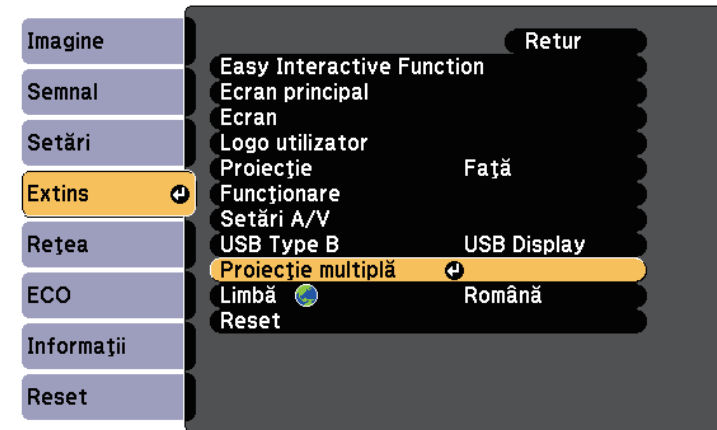 Imagine
Semnal
Setări
Extins
Reţea
ECO
Informaţii
Reset
Retur
Easy Interactive Function
Ecran principal
Ecran
Logo utilizator
Proiecţie Faţă
Funcţionare
Setări A/V
USB Type B USB Display
Proiecţie multiplă
Limbă Română
Reset